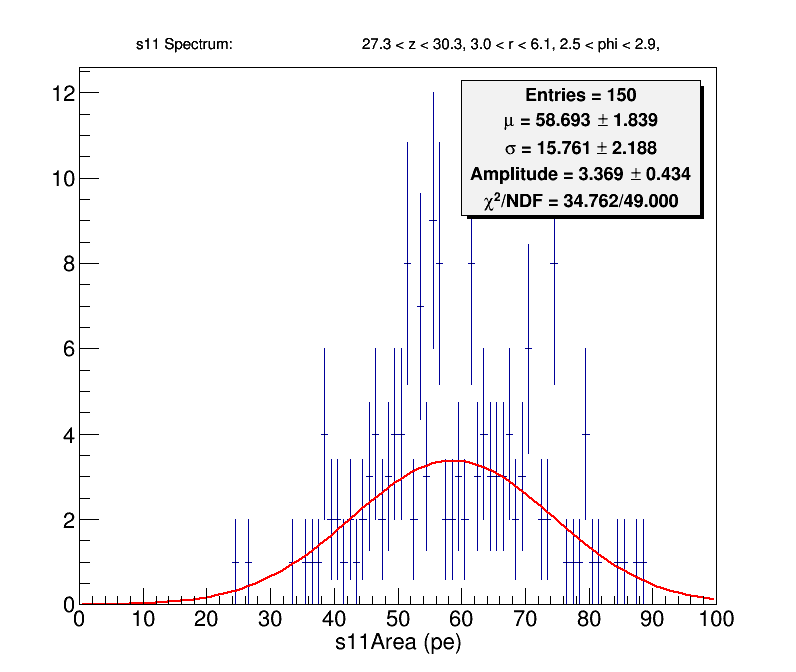 s11 Spectrum: 27.3 < z < 30.3, 3.0 < r < 6.1, 2.5 < phi < 2.9,
Entries = 150
μ = 58.693 ± 1.839
σ = 15.761 ± 2.188
Amplitude = 3.369 ± 0.434
χ²/NDF = 34.762/49.000
12
10
8
6
4
2
0
0 10 20 30 40 50 60 70 80 90 100
s11Area (pe)